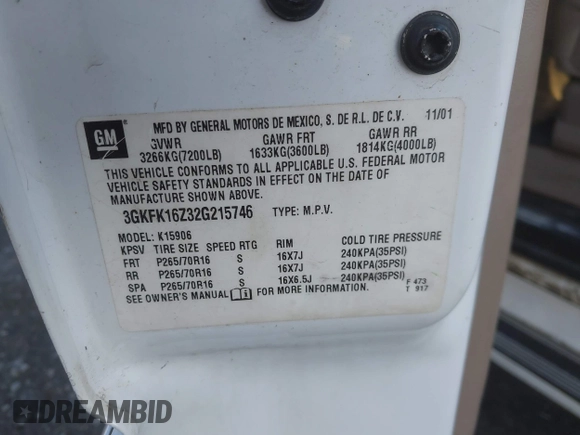 GM
MFD BY GENERAL MOTORS DE MEXICO, S. DE R.L. DE C.V. 11/01
GVWR GAWR FRT GAWR RR
3266KG(7200LB) 1633KG(3600LB) 1814KG(4000LB)
THIS VEHICLE CONFORMS TO ALL APPLICABLE U.S. FEDERAL MOTOR
VEHICLE SAFETY STANDARDS IN EFFECT ON THE DATE OF
MANUFACTURE SHOWN ABOVE.
3GKFK16Z32G215746 TYPE: M.P.V.
MODEL: K15906
KPSV TIRE SIZE SPEED RTG RIM COLD TIRE PRESSURE
FRT P265/70R16 S 16X7J 240KPA(35PSI)
RR P265/70R16 S 16X7J 240KPA(35PSI)
SPA P265/70R16 S 16X6.5J 240KPA(35PSI)
SEE OWNER'S MANUAL FOR MORE INFORMATION.
F 473
T 917
DREAMBID